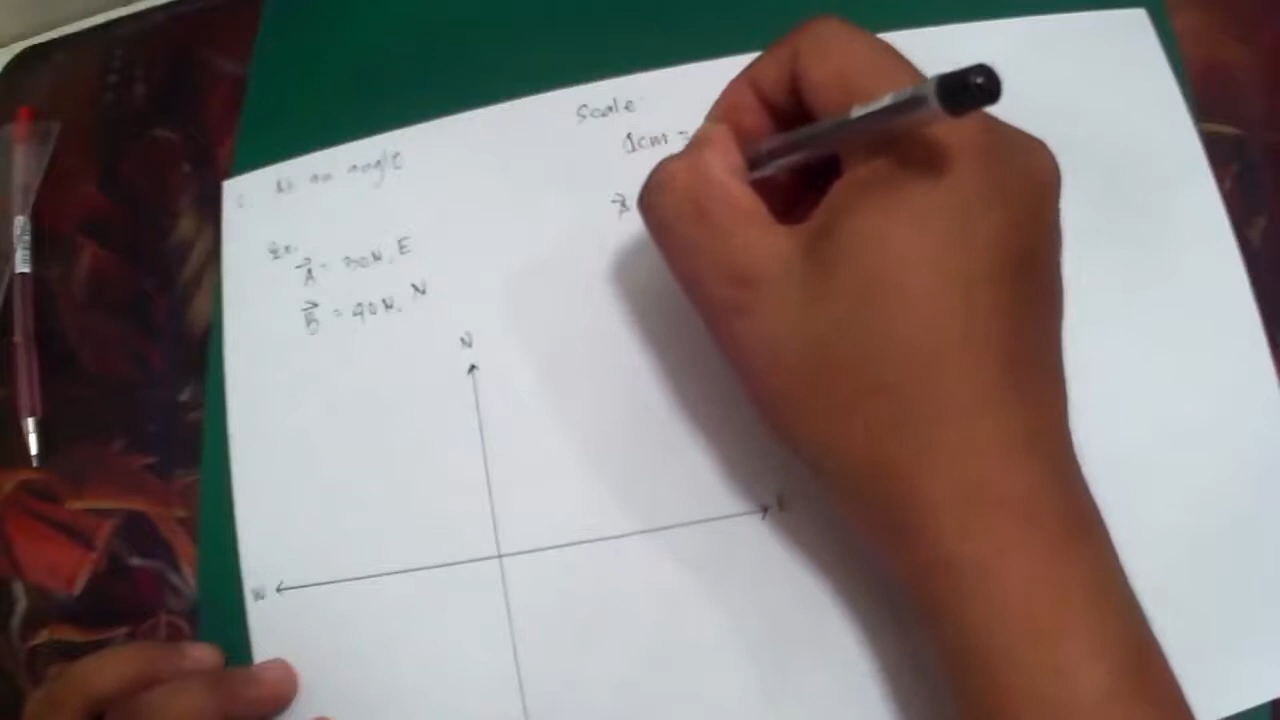 At an angle
Scale:
1cm =
Ex.
A = 30N, E
B = 40N, N
A
N
W
E